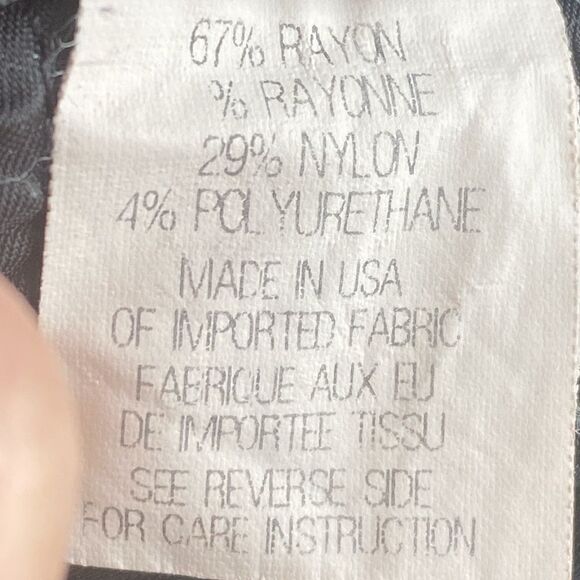 67% RAYON
% RAYONNE
29% NYLON
4% POLYURETHANE
MADE IN USA
OF IMPORTED FABRIC
FABRIQUE AUX EU
DE IMPORTEE TISSU
SEE REVERSE SIDE
FOR CARE INSTRUCTION